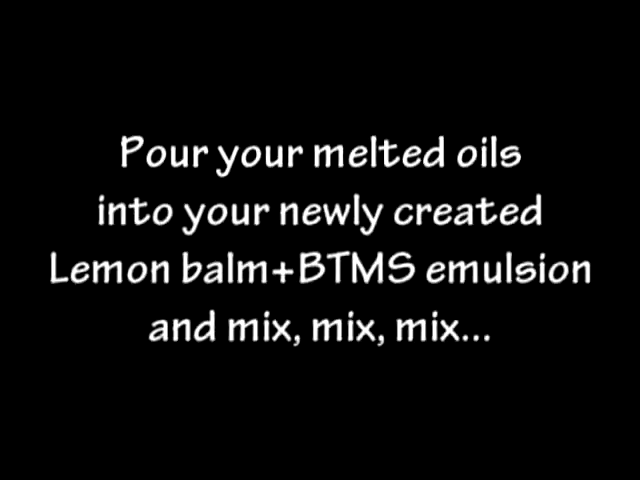 Pour your melted oils
into your newly created
Lemon balm+BTMS emulsion
and mix, mix, mix...